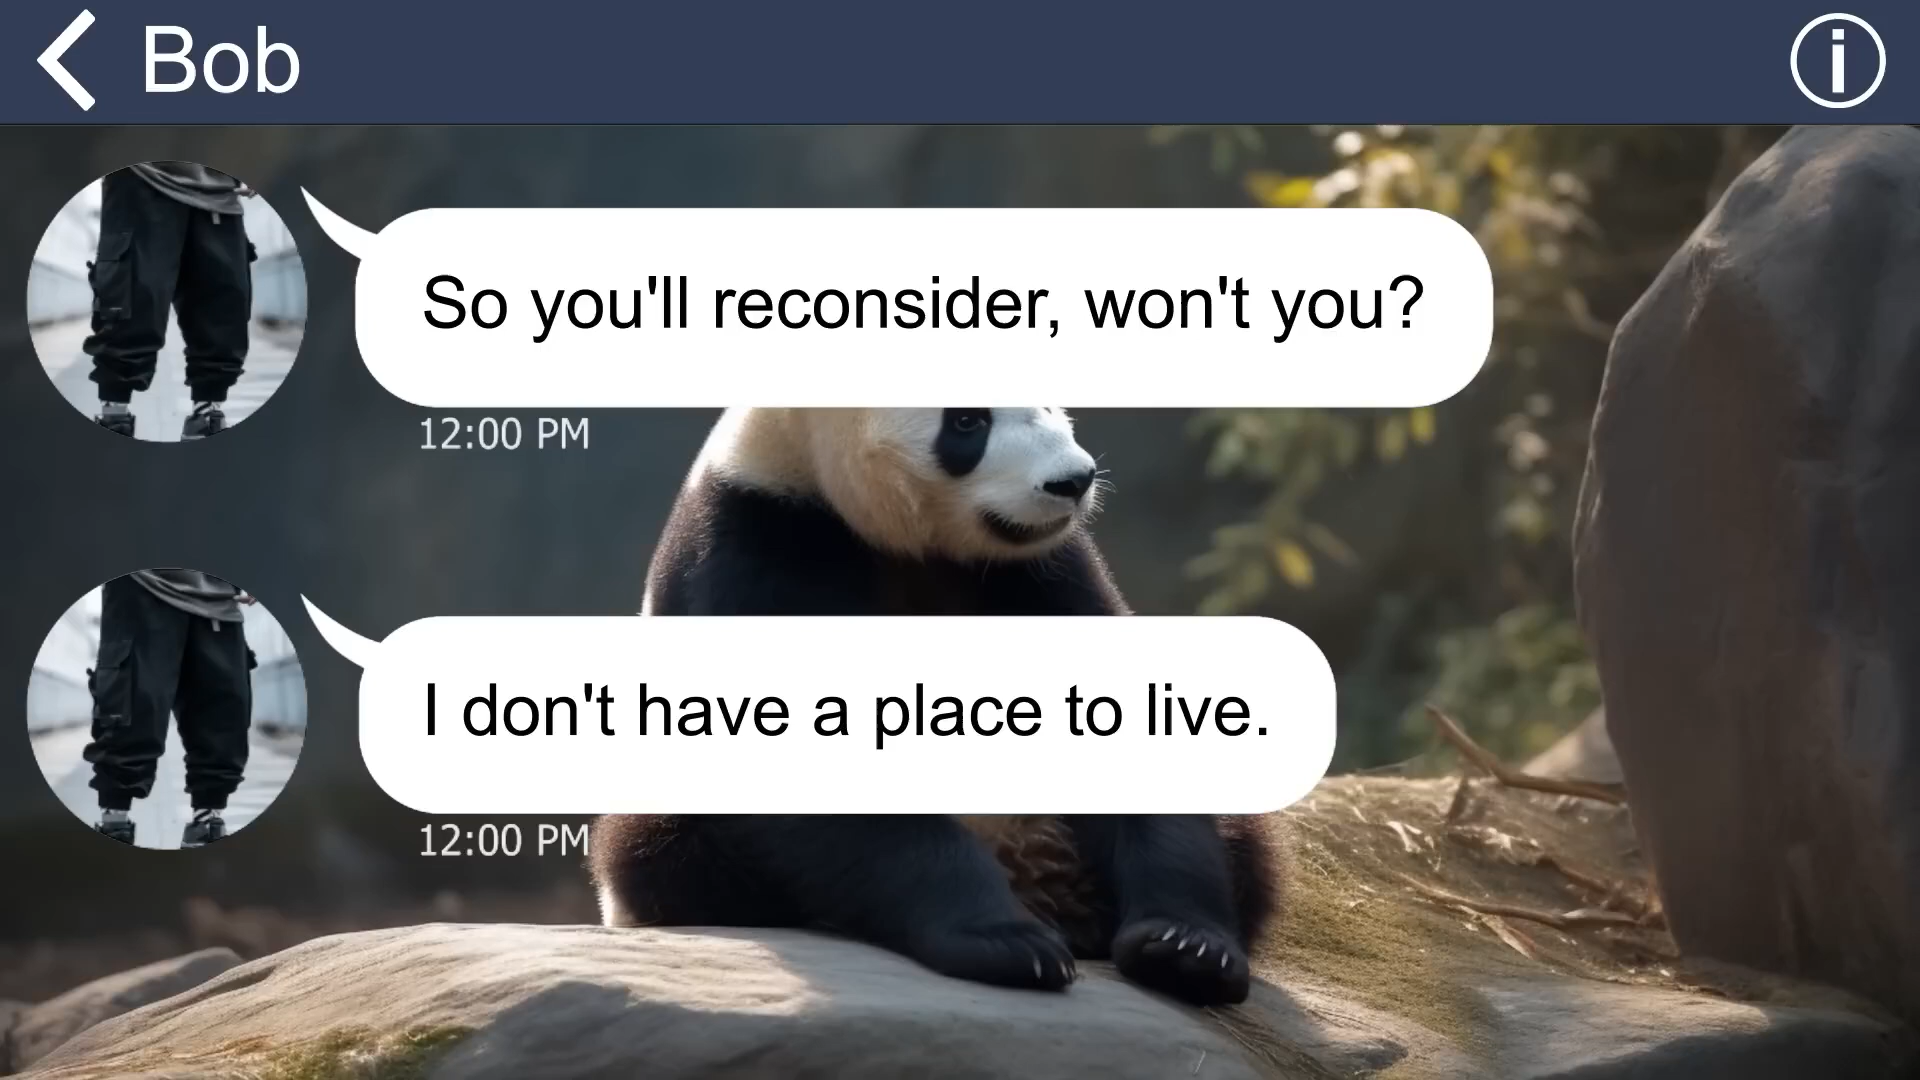 Bob
So you'll reconsider, won't you?
12:00 PM
I don't have a place to live.
12:00 PM